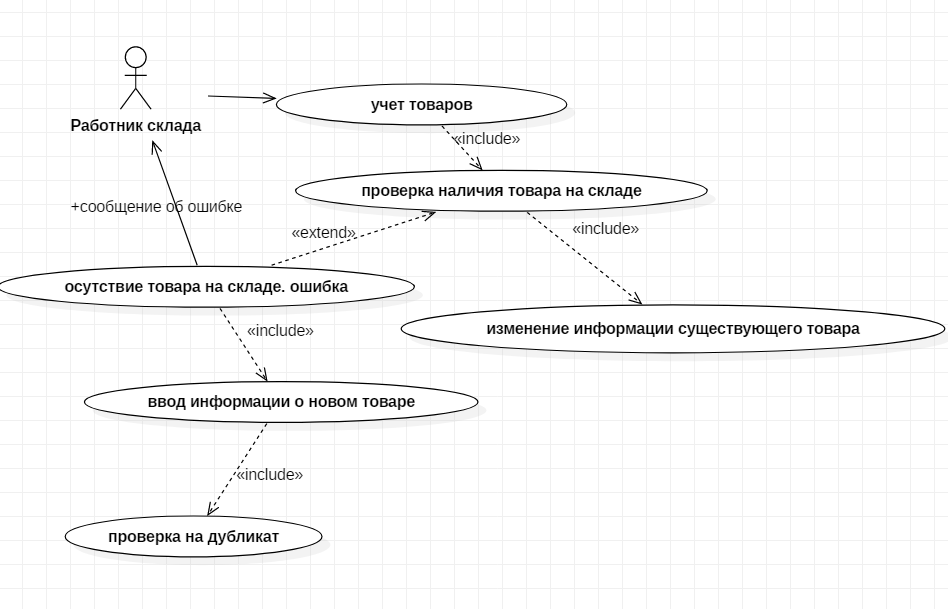 учет товаров
Работник склада
«include»
проверка наличия товара на складе
+сообщение об ошибке
«extend»
«include»
осутствие товара на складе. ошибка
«include»
изменение информации существующего товара
ввод информации о новом товаре
«include»
проверка на дубликат